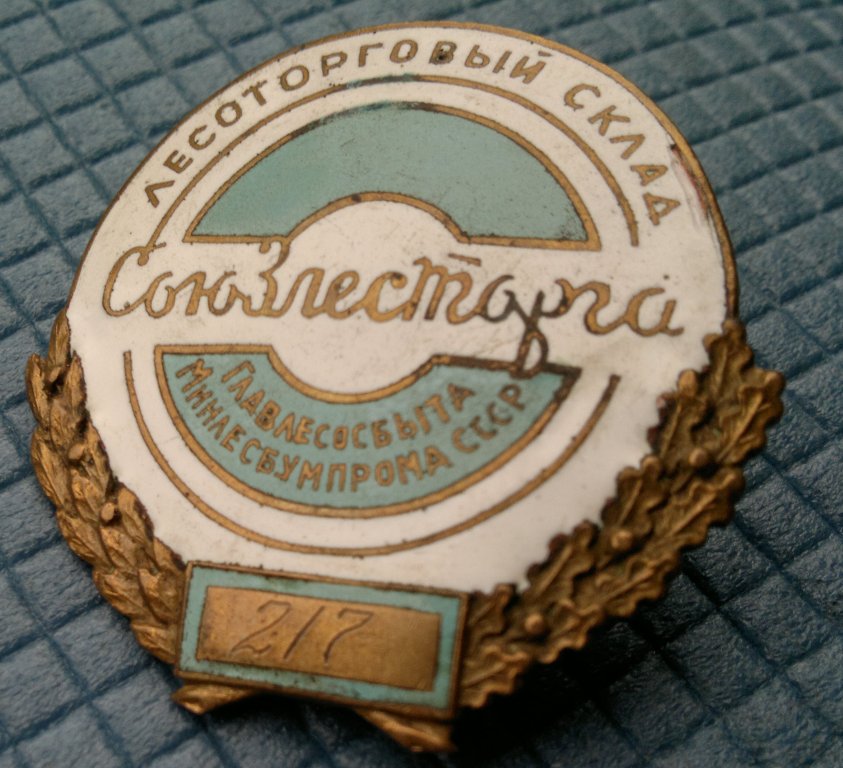 ЛЕСОТОРГОВЫЙ СКЛАД
Союзлесторга
ГЛАВЛЕСОСБЫТА
МИНЛЕСБУМПРОМА СССР
217